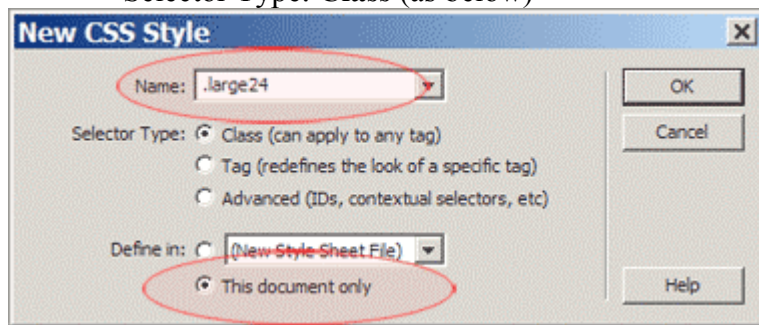 Selector Type: Class (as below)
New CSS Style
Name: .large24
OK
Selector Type: Class (can apply to any tag)
Cancel
Tag (redefines the look of a specific tag)
Advanced (IDs, contextual selectors, etc)
Define in: (New Style Sheet File)
This document only
Help